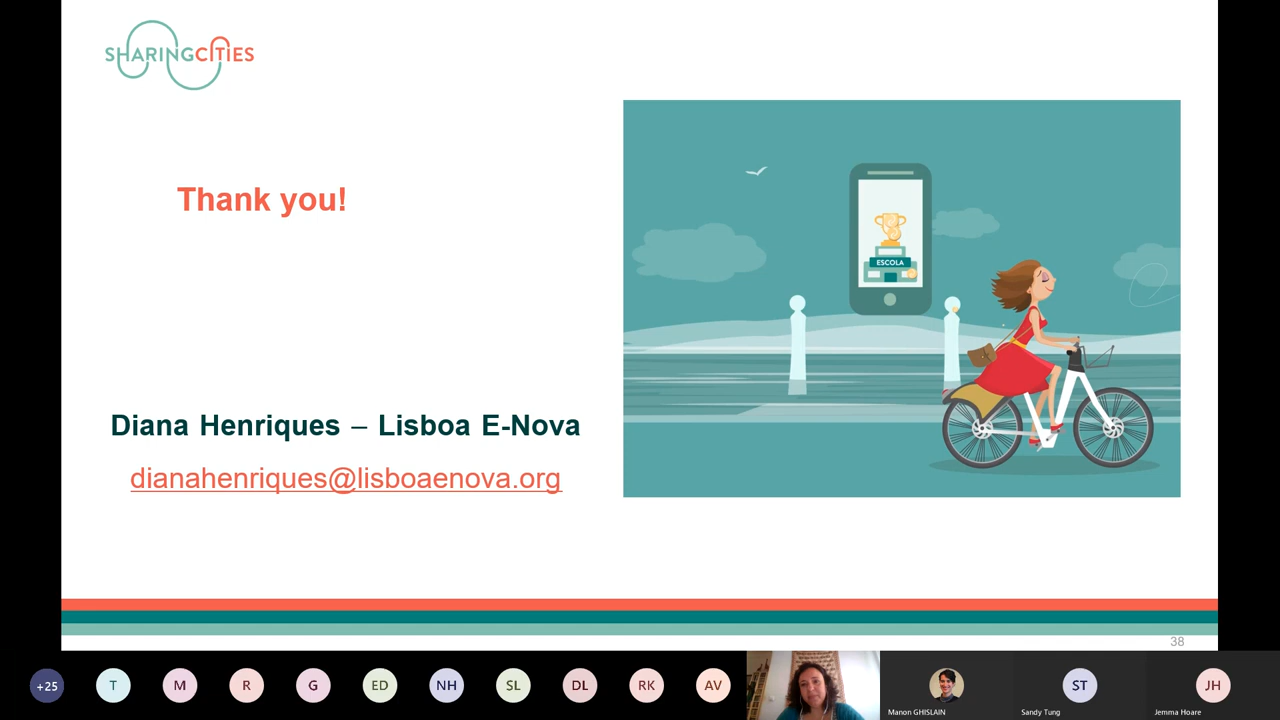 SHARINGCITIES
Thank you!
ESCOLA
Diana Henriques – Lisboa E-Nova
dianahenriques@lisboaenova.org
38
+25
T
M
R
G
ED
NH
SL
DL
RK
AV
ST
JH
Manon GHISLAIN
Sandy Tung
Jemma Hoare